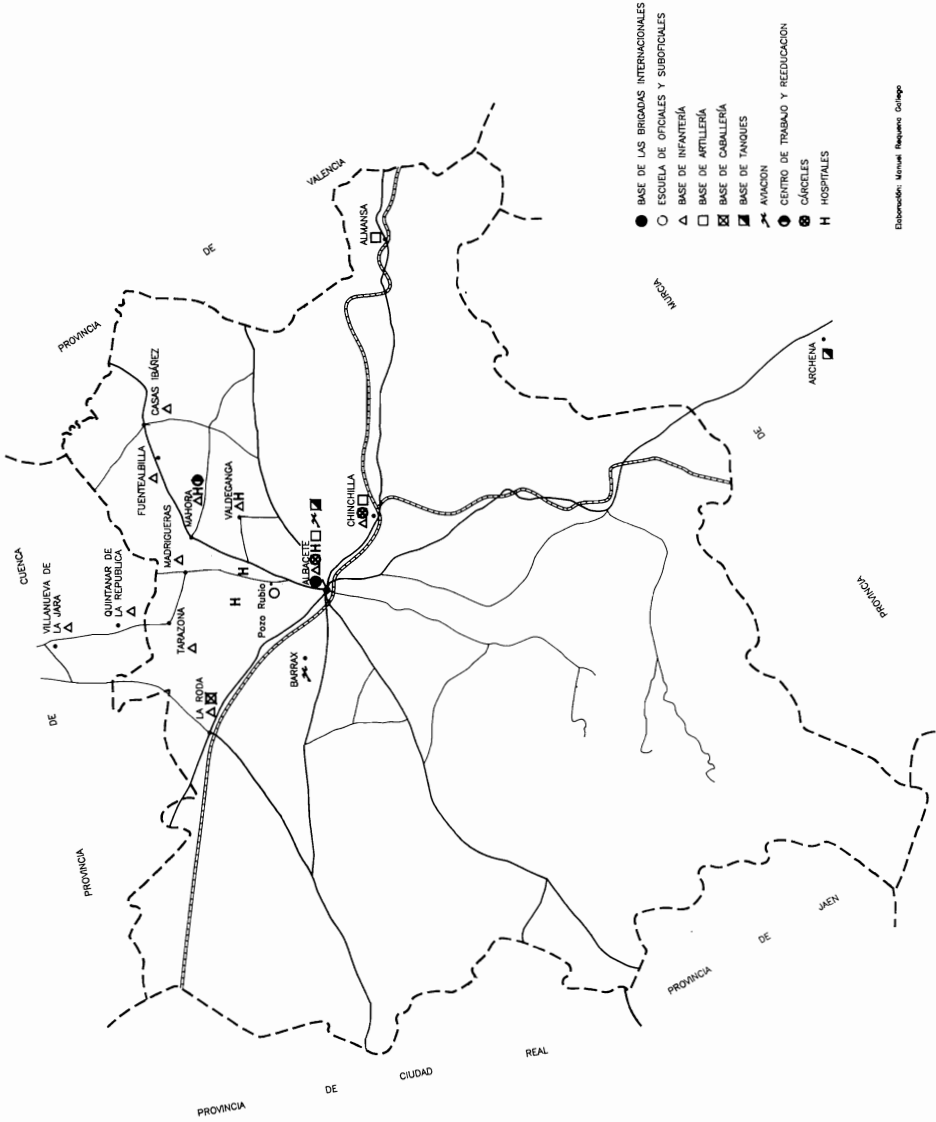 CUENCA
DE
PROVINCIA
VILLANUEVA DE
LA JARA
QUINTANAR DE
LA REPUBLICA
MADRIGUERAS
TARAZONA
LA RODA
FUENTEALBILLA
CASAS IBÁÑEZ
MAHORA
H
VALDEGANGA
H
H
H
Pozo Rubio
ALBACETE
H
BARRAX
CHINCHILLA
ALMANSA
PROVINCIA
DE
VALENCIA
PROVINCIA
DE
MURCIA
ARCHENA
PROVINCIA
DE
JAEN
PROVINCIA
DE
CIUDAD
REAL
BASE DE LAS BRIGADAS INTERNACIONALES
ESCUELA DE OFICIALES Y SUBOFICIALES
BASE DE INFANTERÍA
BASE DE ARTILLERÍA
BASE DE CABALLERÍA
BASE DE TANQUES
AVIACION
CENTRO DE TRABAJO Y REEDUCACION
CÁRCELES
H HOSPITALES
Elaboración: Manuel Requena Gallego